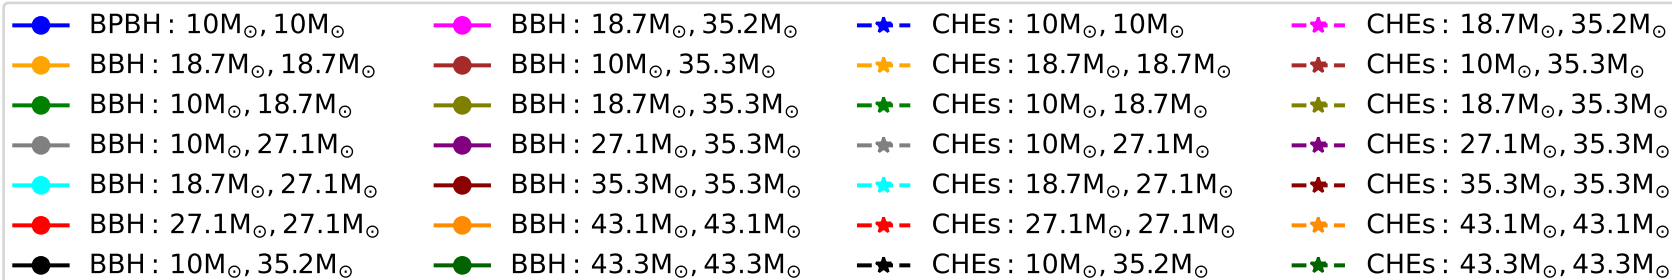 BPBH : 10M⊙, 10M⊙ BBH : 18.7M⊙, 35.2M⊙ CHEs : 10M⊙, 10M⊙ CHEs : 18.7M⊙, 35.2M⊙
BBH : 18.7M⊙, 18.7M⊙ BBH : 10M⊙, 35.3M⊙ CHEs : 18.7M⊙, 18.7M⊙ CHEs : 10M⊙, 35.3M⊙
BBH : 10M⊙, 18.7M⊙ BBH : 18.7M⊙, 35.3M⊙ CHEs : 10M⊙, 18.7M⊙ CHEs : 18.7M⊙, 35.3M⊙
BBH : 10M⊙, 27.1M⊙ BBH : 27.1M⊙, 35.3M⊙ CHEs : 10M⊙, 27.1M⊙ CHEs : 27.1M⊙, 35.3M⊙
BBH : 18.7M⊙, 27.1M⊙ BBH : 35.3M⊙, 35.3M⊙ CHEs : 18.7M⊙, 27.1M⊙ CHEs : 35.3M⊙, 35.3M⊙
BBH : 27.1M⊙, 27.1M⊙ BBH : 43.1M⊙, 43.1M⊙ CHEs : 27.1M⊙, 27.1M⊙ CHEs : 43.1M⊙, 43.1M⊙
BBH : 10M⊙, 35.2M⊙ BBH : 43.3M⊙, 43.3M⊙ CHEs : 10M⊙, 35.2M⊙ CHEs : 43.3M⊙, 43.3M⊙